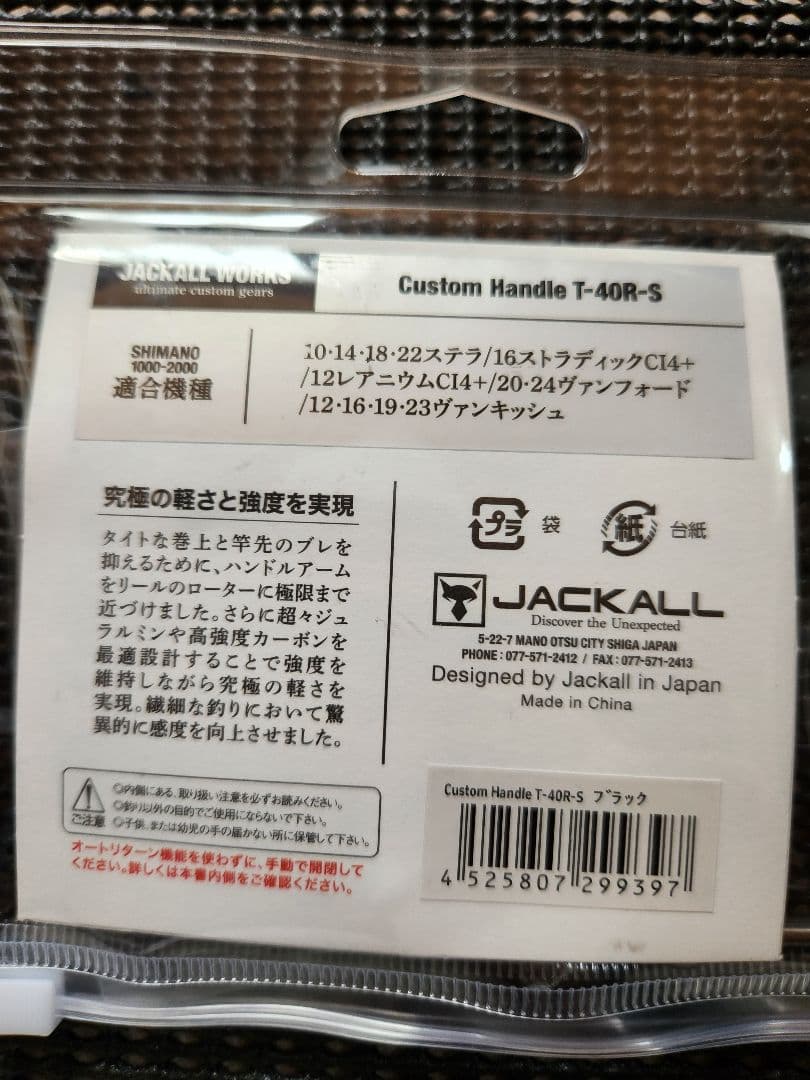 JACKALL WORKS
ultimate custom gears
Custom Handle T-40R-S
SHIMANO
1000-2000
適合機種
10・14・18・22ステラ/16ストラディックCI4+
/12レアニウムCI4+/20・24ヴァンフォード
/12・16・19・23ヴァンキッシュ
究極の軽さと強度を実現
タイトな巻上と竿先のブレを
抑えるために、ハンドルアーム
をリールのローターに極限まで
近づけました。さらに超々ジュ
ラルミンや高強度カーボンを
最適設計することで強度を
維持しながら究極の軽さを
実現。繊細な釣りにおいて驚
異的に感度を向上させました。
プラ
袋
紙
台紙
JACKALL
Discover the Unexpected
5-22-7 MANO OTSU CITY SHIGA JAPAN
PHONE : 077-571-2412 / FAX : 077-571-2413
Designed by Jackall in Japan
Made in China
ご注意
◎内側にある、取り扱い注意を必ずお読みください。
◎釣り以外の目的でご使用にならないで下さい。
◎子供、または幼児の手の届かない所に保管して下さい。
オートリターン機能を使わずに、手動で開閉して
ください。詳しくは本書内側をご確認ください。
Custom Handle T-40R-S ブラック
4 525807 299397